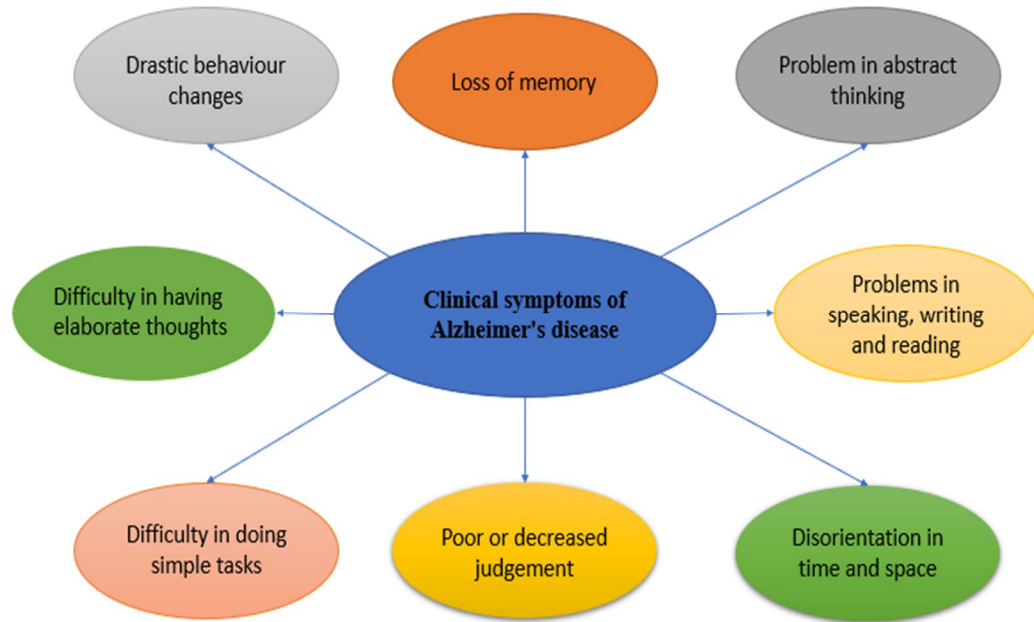 Drastic behaviour
changes
Loss of memory
Problem in abstract
thinking
Difficulty in having
elaborate thoughts
Clinical symptoms of
Alzheimer's disease
Problems in
speaking, writing
and reading
Difficulty in doing
simple tasks
Poor or decreased
judgement
Disorientation in
time and space